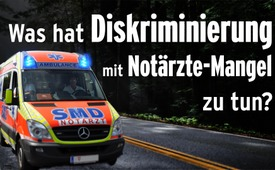 Was hat Diskriminierung
mit Notärzte-Mangel
zu tun?
AMBULANCE
SMD
NOTARZT